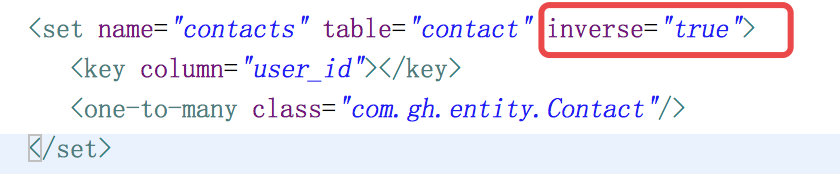 <set name="contacts" table="contact" inverse="true">
<key column="user_id"></key>
<one-to-many class="com.gh.entity.Contact"/>
</set>